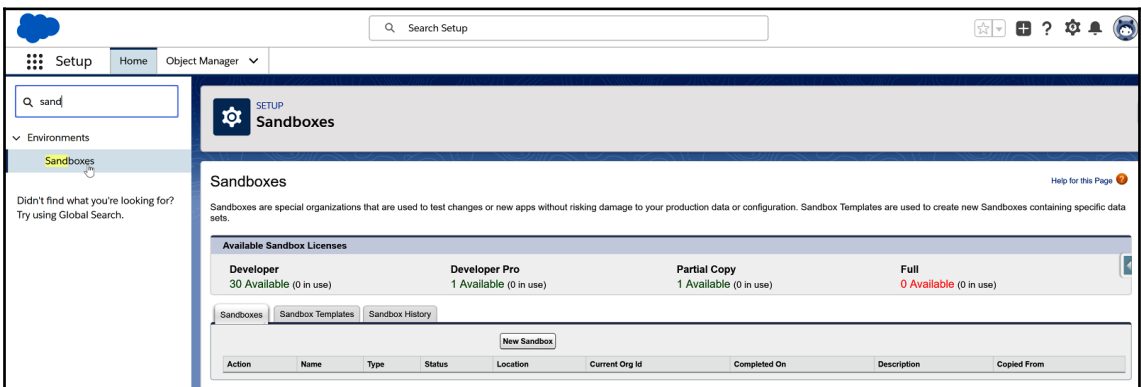 Search Setup
Setup Home Object Manager
sand
Environments
Sandboxes
Didn't find what you're looking for?
Try using Global Search.
SETUP
Sandboxes
Sandboxes
Help for this Page ?
Sandboxes are special organizations that are used to test changes or new apps without risking damage to your production data or configuration. Sandbox Templates are used to create new Sandboxes containing specific data
sets.
Available Sandbox Licenses
Developer Developer Pro Partial Copy Full
30 Available (0 in use) 1 Available (0 in use) 1 Available (0 in use) 0 Available (0 in use)
Sandboxes Sandbox Templates Sandbox History
New Sandbox
Action Name Type Status Location Current Org Id Completed On Description Copied From